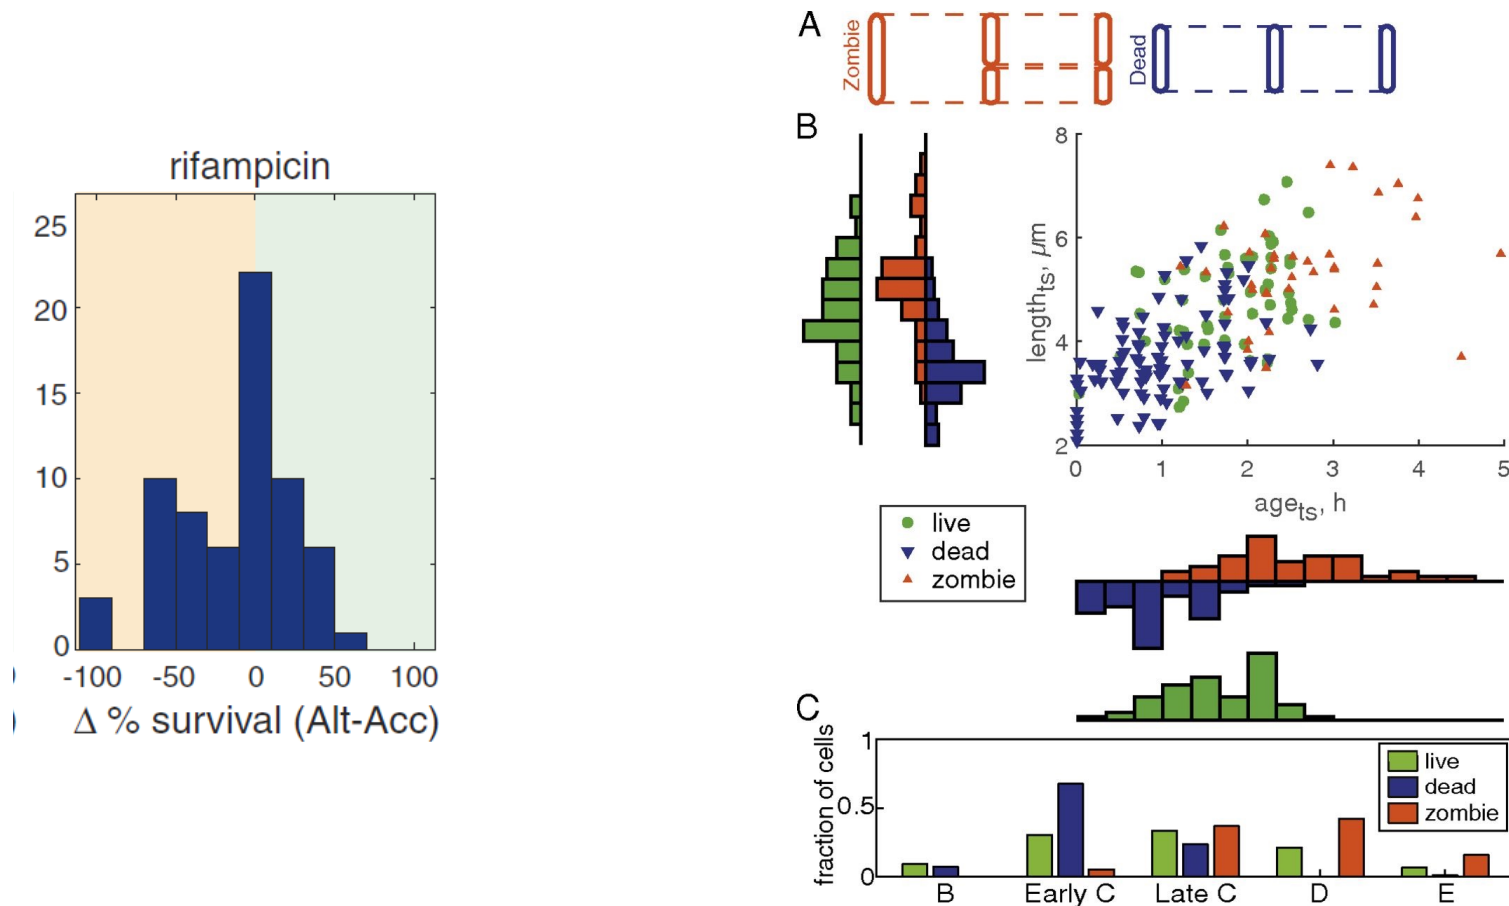 rifampicin
25
20
15
10
5
0
-100 -50 0 50 100
Δ % survival (Alt-Acc)
)
)
A
Zombie
Dead
B
8
6
4
2
length_ts, μm
0 1 2 3 4 5
age_ts, h
live
dead
zombie
C
fraction of cells
1
0.5
0
live
dead
zombie
B Early C Late C D E